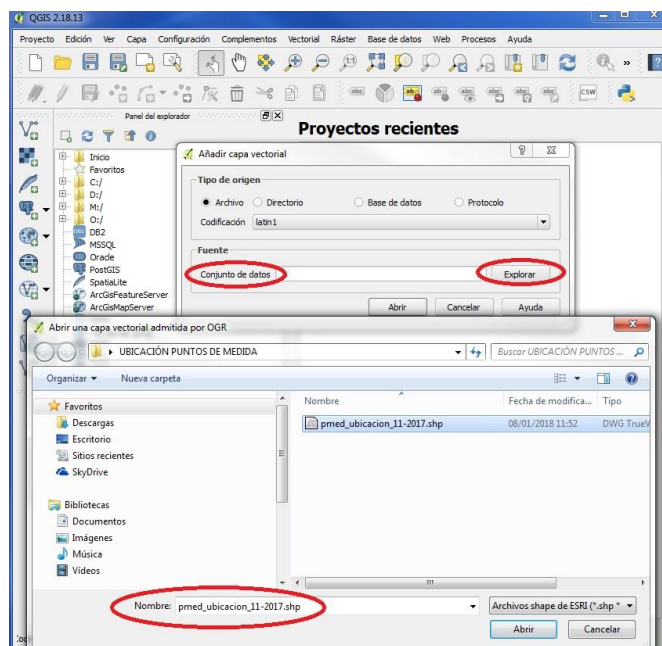 QGIS 2.18.13
Proyecto Edición Ver Capa Configuración Complementos Vectorial Ráster Base de datos Web Procesos Ayuda
Panel del explorador
Proyectos recientes
Inicio
Favoritos
C:/
D:/
M:/
O:/
DB2
MSSQL
Oracle
PostGIS
SpatiaLite
ArcGisFeatureServer
ArcGisMapServer
Añadir capa vectorial
Tipo de origen
Archivo Directorio Base de datos Protocolo
Codificación latin1
Fuente
Conjunto de datos Explorar
Abrir Cancelar Ayuda
Abrir una capa vectorial admitida por OGR
UBICACIÓN PUNTOS DE MEDIDA
Buscar UBICACIÓN PUNTOS ...
Organizar Nueva carpeta
Favoritos
Descargas
Escritorio
Sitios recientes
SkyDrive
Bibliotecas
Documentos
Imágenes
Música
Vídeos
Nombre Fecha de modifica... Tipo
pmed_ubicacion_11-2017.shp 08/01/2018 11:52 DWG TrueV
Nombre: pmed_ubicacion_11-2017.shp
Archivos shape de ESRI (*.shp *
Abrir Cancelar